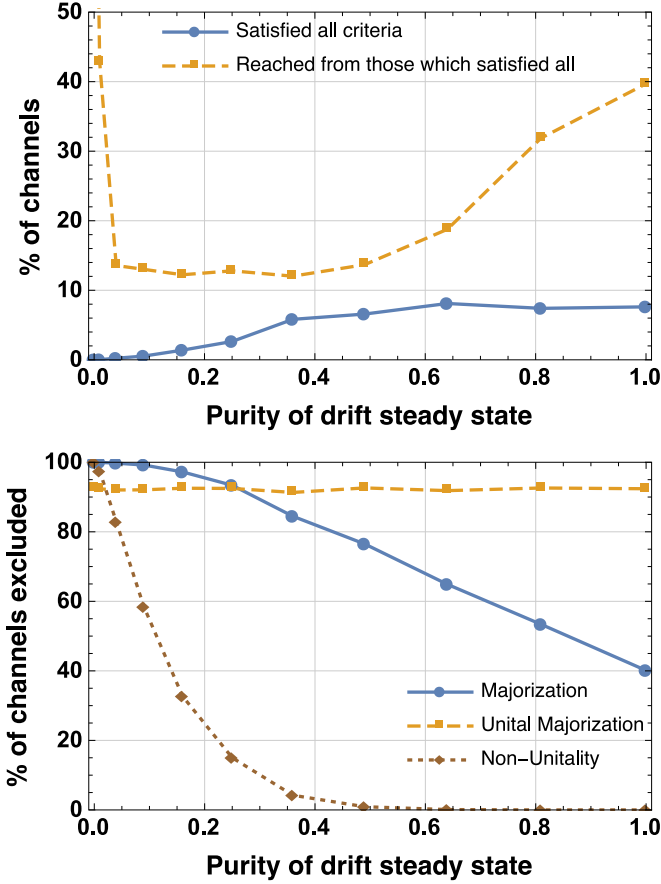 50
40
30
20
10
0
% of channels
Satisfied all criteria
Reached from those which satisfied all
0.0 0.2 0.4 0.6 0.8 1.0
Purity of drift steady state
100
80
60
40
20
0
% of channels excluded
Majorization
Unital Majorization
Non-Unitality
0.0 0.2 0.4 0.6 0.8 1.0
Purity of drift steady state